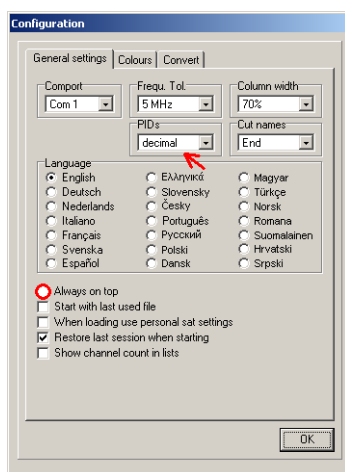 Configuration
General settings Colours Convert
Comport Frequ. Tol. Column width
Com 1 5 MHz 70%
PIDs Cut names
decimal End
Language
English Ελληνικά Magyar
Deutsch Slovensky Türkçe
Nederlands Česky Norsk
Italiano Português Romana
Français Русский Suomalainen
Svenska Polski Hrvatski
Español Dansk Srpski
Always on top
Start with last used file
When loading use personal sat settings
Restore last session when starting
Show channel count in lists
OK